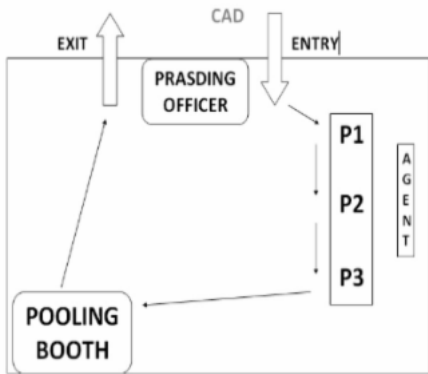 CAD
EXIT
ENTRY
PRASDING
OFFICER
P1
P2
P3
AGENT
POOLING
BOOTH